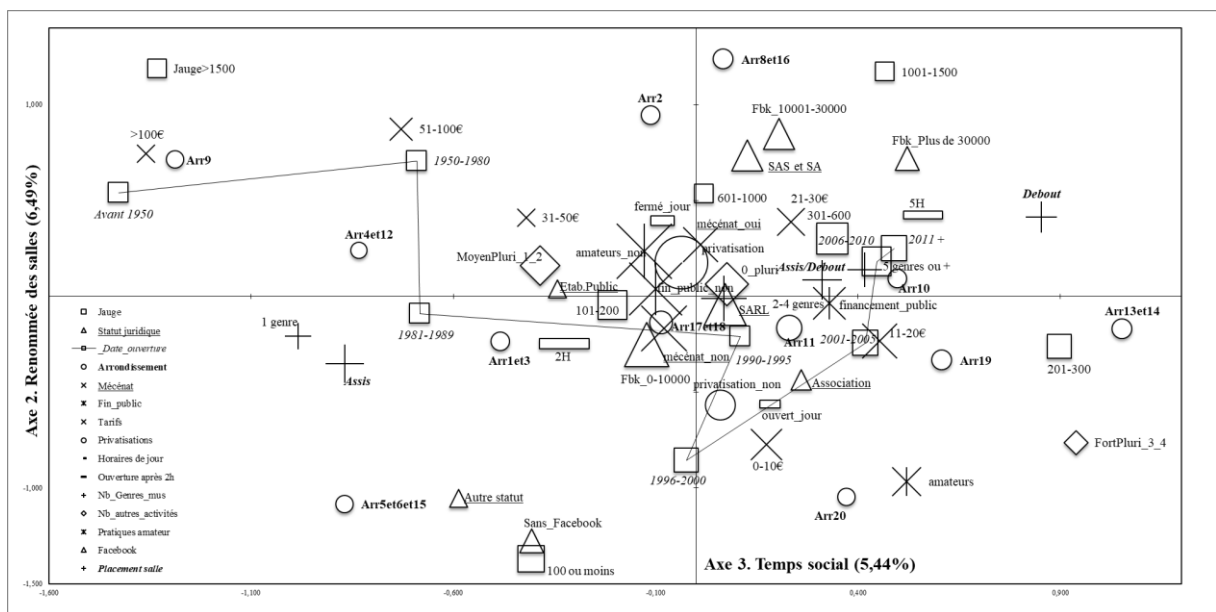 Jauge>1500
Arr8et16
1001-1500
1,000
Arr2
Fbk_10001-30000
>100€
51-100€
Fbk_Plus de 30000
Arr9
1950-1980
SAS et SA
Debout
Avant 1950
601-1000
21-30€
5H
31-50€
fermé_jour
mécénat_oui
301-600
Arr4et12
amateurs_non
privatisation
2006-2010
2011 +
MoyenPluri_1_2
0_pluri
Assis/Debout
5 genres ou +
Etab.Public
fin_public_non
Arr10
101-200
SARL
2-4 genres
financement_public
Arr13et14
1 genre
1981-1989
Arr17et18
Arr11
2001-2005
11-20€
Arr1et3
2H
mécénat_non
1990-1995
Arr19
201-300
Assis
Fbk_0-10000
privatisation_non
Association
ouvert_jour
FortPluri_3_4
0-10€
1996-2000
amateurs
Arr5et6et15
Autre statut
Arr20
Sans_Facebook
100 ou moins
Axe 3. Temps social (5,44%)
Axe 2. Renommée des salles (6,49%)
Jauge
Statut juridique
_Date_ouverture
Arrondissement
Mécénat
Fin_public
Tarifs
Privatisations
Horaires de jour
Ouverture après 2h
Nb_Genres_mus
Nb_autres_activités
Pratiques amateur
Facebook
Placement salle
-1,000
-1,500
-1,600
-1,100
-0,600
-0,100
0,400
0,900